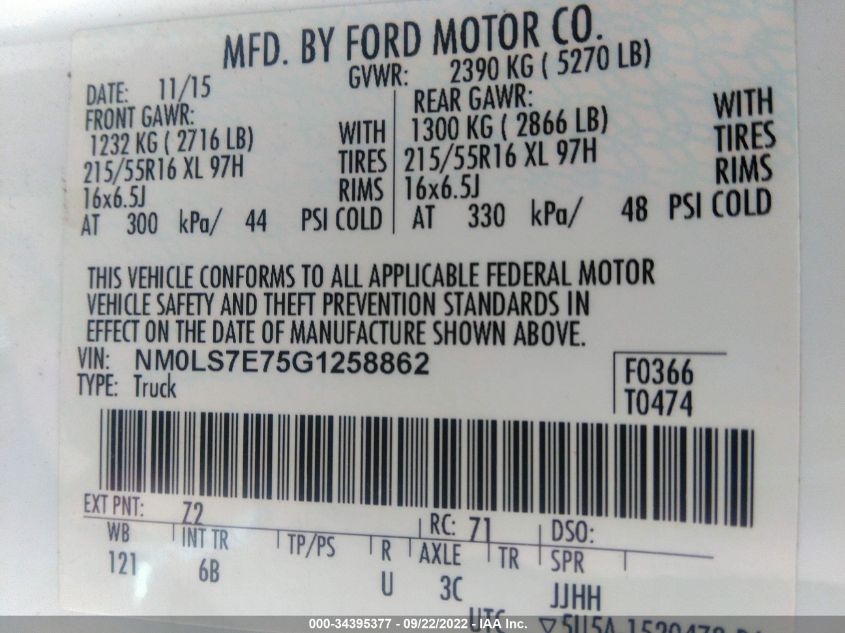 MFD. BY FORD MOTOR CO.
DATE: 11/15 GVWR: 2390 KG ( 5270 LB)
FRONT GAWR: REAR GAWR:
1232 KG ( 2716 LB) WITH 1300 KG ( 2866 LB) WITH
215/55R16 XL 97H TIRES 215/55R16 XL 97H TIRES
16x6.5J RIMS 16x6.5J RIMS
AT 300 kPa/ 44 PSI COLD AT 330 kPa/ 48 PSI COLD
THIS VEHICLE CONFORMS TO ALL APPLICABLE FEDERAL MOTOR
VEHICLE SAFETY AND THEFT PREVENTION STANDARDS IN
EFFECT ON THE DATE OF MANUFACTURE SHOWN ABOVE.
VIN: NM0LS7E75G1258862 F0366
TYPE: Truck T0474
EXT PNT: Z2 RC: 71 DSO:
WB INT TR TP/PS R AXLE TR SPR
121 6B U 3C JJHH
UTC
000-34395377 - 09/22/2022 - IAA Inc.